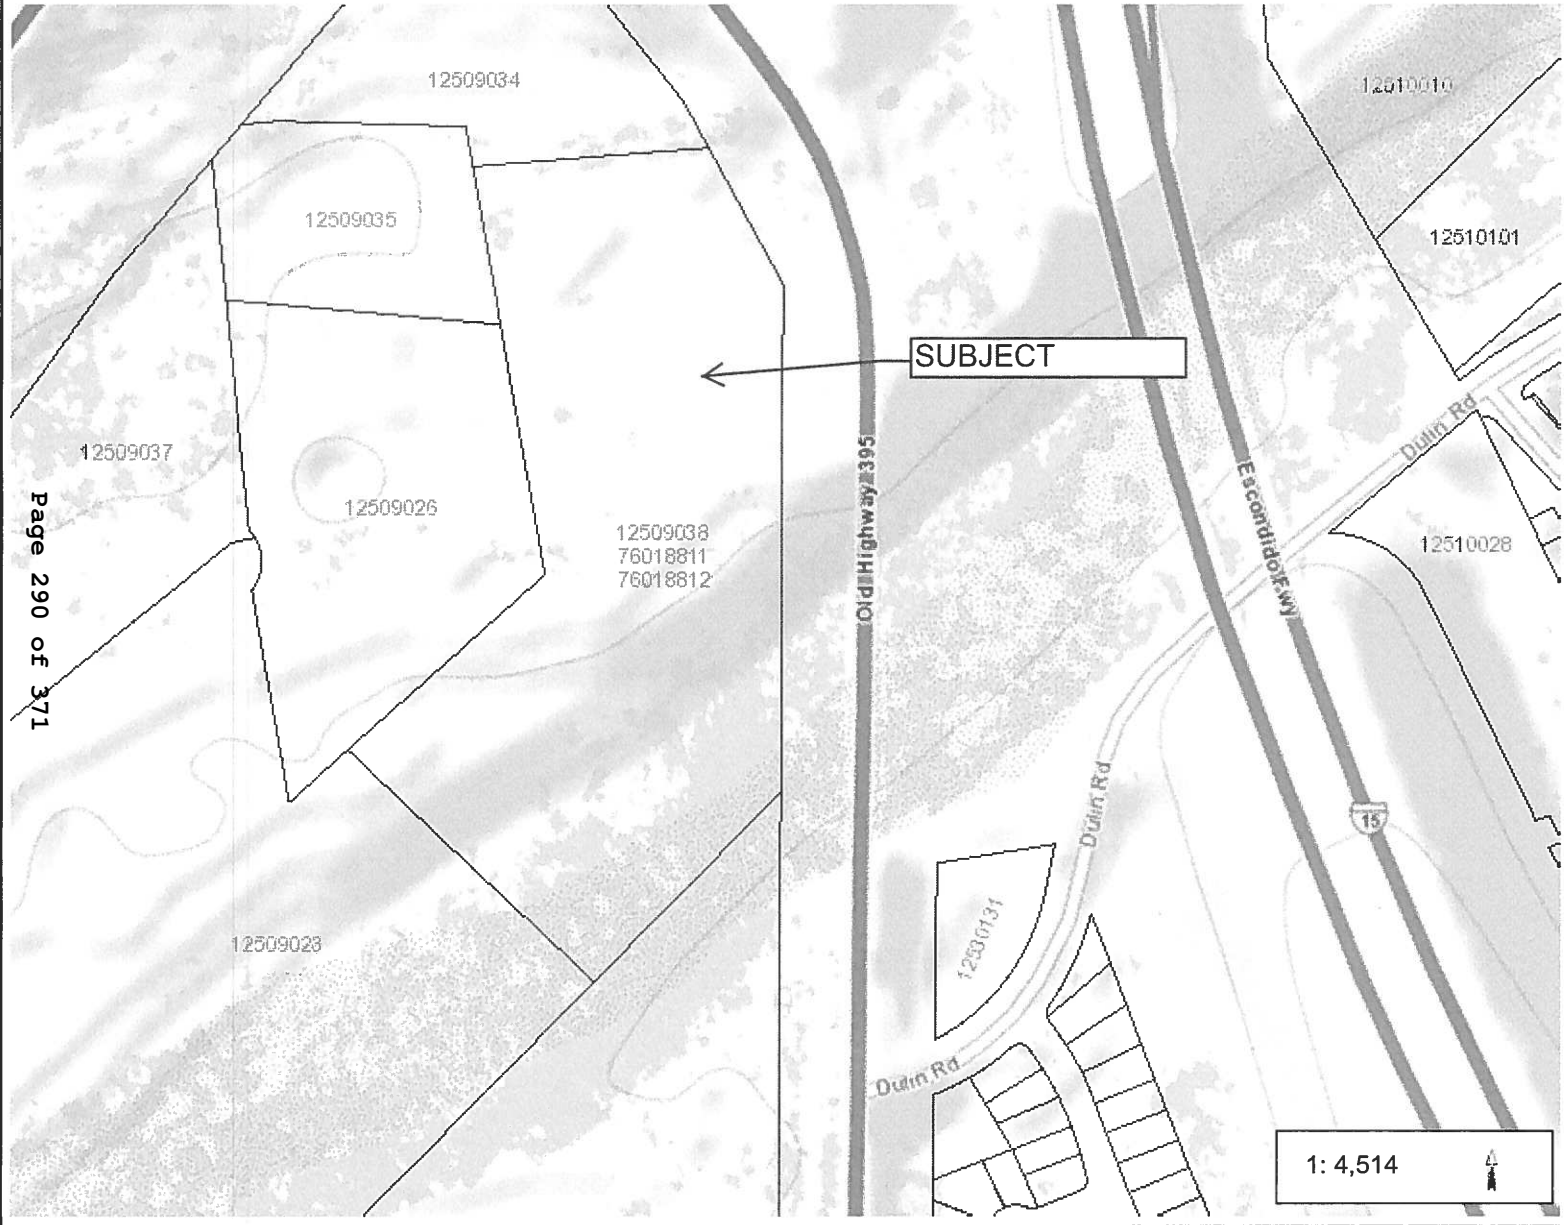 12509034
12510010
12509035
12510101
SUBJECT
Dulin Rd
12509037
12509026
12509038
76018811
76018812
Old Highway 395
Escondido Fwy
12510028
Page 290 of 371
15
Dulin Rd
12509023
12530131
Dulin Rd
1: 4,514